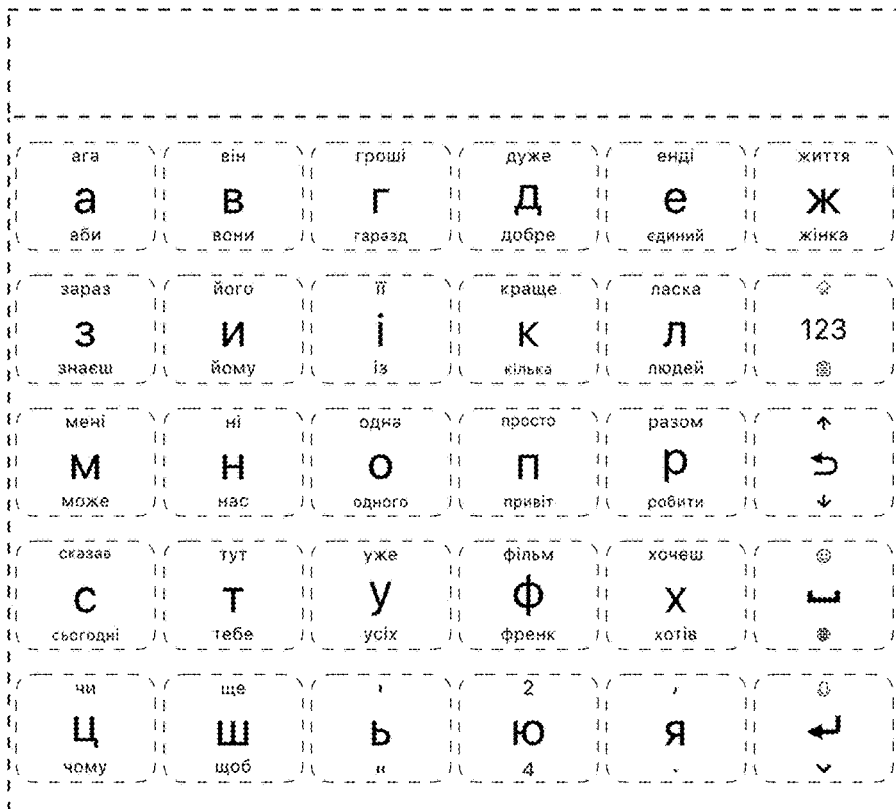 ага він гроші дуже енді життя
а в г д е ж
аби вони гаразд добре єдиний жінка
зараз його її краще ласка
з и і к л 123
знаєш йому із кілька людей
мені ні одна просто разом
м н о п р
може нас одного привіт робити
сказав тут уже фільм хочеш
с т у ф х
сьогодні тебе усіх френк хотів
чи ще 2
ц ш ь ю я
чому щоб 4